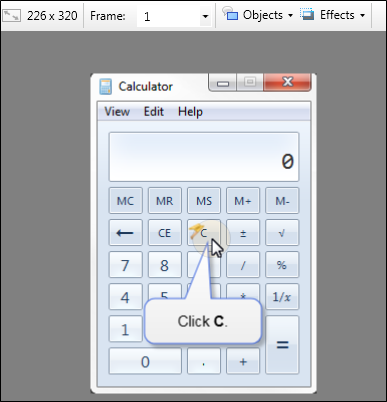 226 x 320 Frame: 1 Objects Effects
Calculator
View Edit Help
0
MC MR MS M+ M-
← CE C ± √
7 8 / %
4 5 * 1/x
Click C.
1 =
0 . +